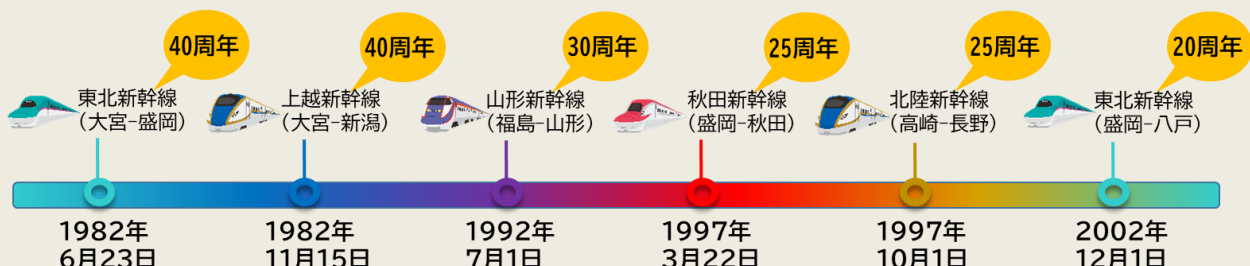 40周年
40周年
30周年
25周年
25周年
20周年
東北新幹線
(大宮−盛岡)
上越新幹線
(大宮−新潟)
山形新幹線
(福島−山形)
秋田新幹線
(盛岡−秋田)
北陸新幹線
(高崎−長野)
東北新幹線
(盛岡−八戸)
1982年
6月23日
1982年
11月15日
1992年
7月1日
1997年
3月22日
1997年
10月1日
2002年
12月1日